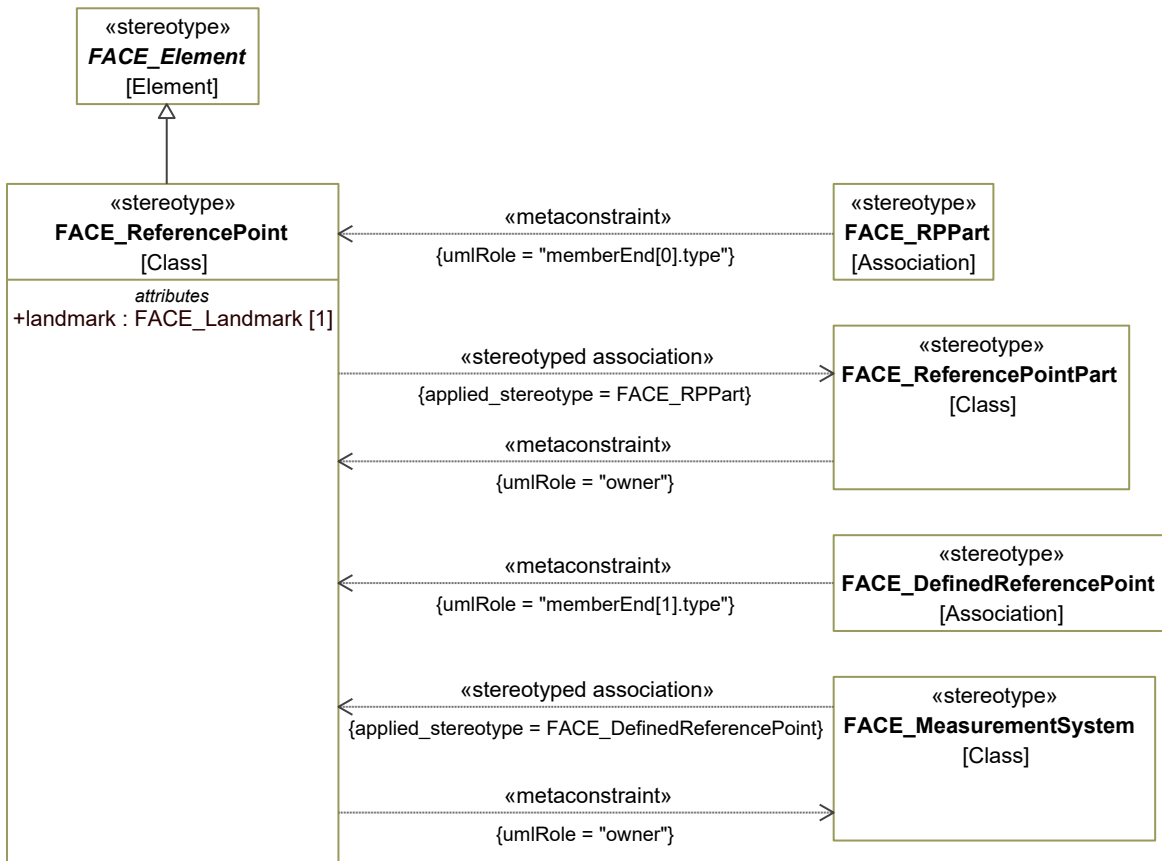 «stereotype»
FACE_Element
[Element]
«stereotype»
FACE_ReferencePoint
[Class]
attributes
+landmark : FACE_Landmark [1]
«metaconstraint»
{umlRole = "memberEnd[0].type"}
«stereotype»
FACE_RPPart
[Association]
«stereotyped association»
{applied_stereotype = FACE_RPPart}
«stereotype»
FACE_ReferencePointPart
[Class]
«metaconstraint»
{umlRole = "owner"}
«metaconstraint»
{umlRole = "memberEnd[1].type"}
«stereotype»
FACE_DefinedReferencePoint
[Association]
«stereotyped association»
{applied_stereotype = FACE_DefinedReferencePoint}
«stereotype»
FACE_MeasurementSystem
[Class]
«metaconstraint»
{umlRole = "owner"}